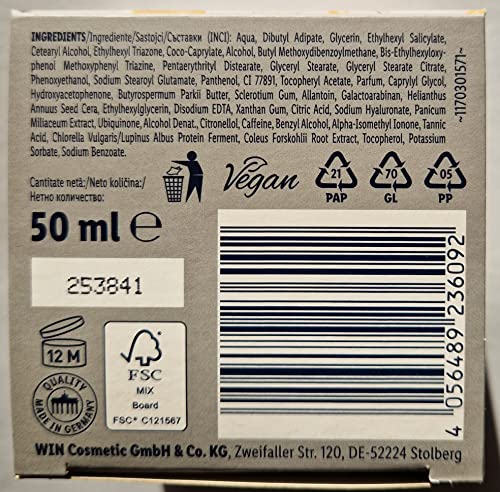 INGREDIENTS/Ingrediente/Sastojci/Съставки (INCI): Aqua, Dibutyl Adipate, Glycerin, Ethylhexyl Salicylate,
Cetearyl Alcohol, Ethylhexyl Triazone, Coco-Caprylate, Alcohol, Butyl Methoxydibenzoylmethane, Bis-Ethylhexyloxy-
phenol Methoxyphenyl Triazine, Pentaerythrityl Distearate, Glyceryl Stearate, Glyceryl Stearate Citrate,
Phenoxyethanol, Sodium Stearoyl Glutamate, Panthenol, CI 77891, Tocopheryl Acetate, Parfum, Caprylyl Glycol,
Hydroxyacetophenone, Butyrospermum Parkii Butter, Sclerotium Gum, Allantoin, Galactoarabinan, Helianthus
Annuus Seed Cera, Ethylhexylglycerin, Disodium EDTA, Xanthan Gum, Citric Acid, Sodium Hyaluronate, Panicum
Miliaceum Extract, Ubiquinone, Alcohol Denat., Citronellol, Caffeine, Benzyl Alcohol, Alpha-Isomethyl Ionone, Tannic
Acid, Chlorella Vulgaris/Lupinus Albus Protein Ferment, Coleus Forskohlii Root Extract, Tocopherol, Potassium
Sorbate, Sodium Benzoate.
~1170301571~
Cantitate netă:/Neto količina:/
Нетно количество:
50 ml e
Vegan
21
PAP
70
GL
05
PP
253841
12 M
FSC
MIX
Board
FSC® C121567
QUALITY
MADE IN GERMANY
4 056489 236092
WIN Cosmetic GmbH & Co. KG, Zweifaller Str. 120, DE-52224 Stolberg